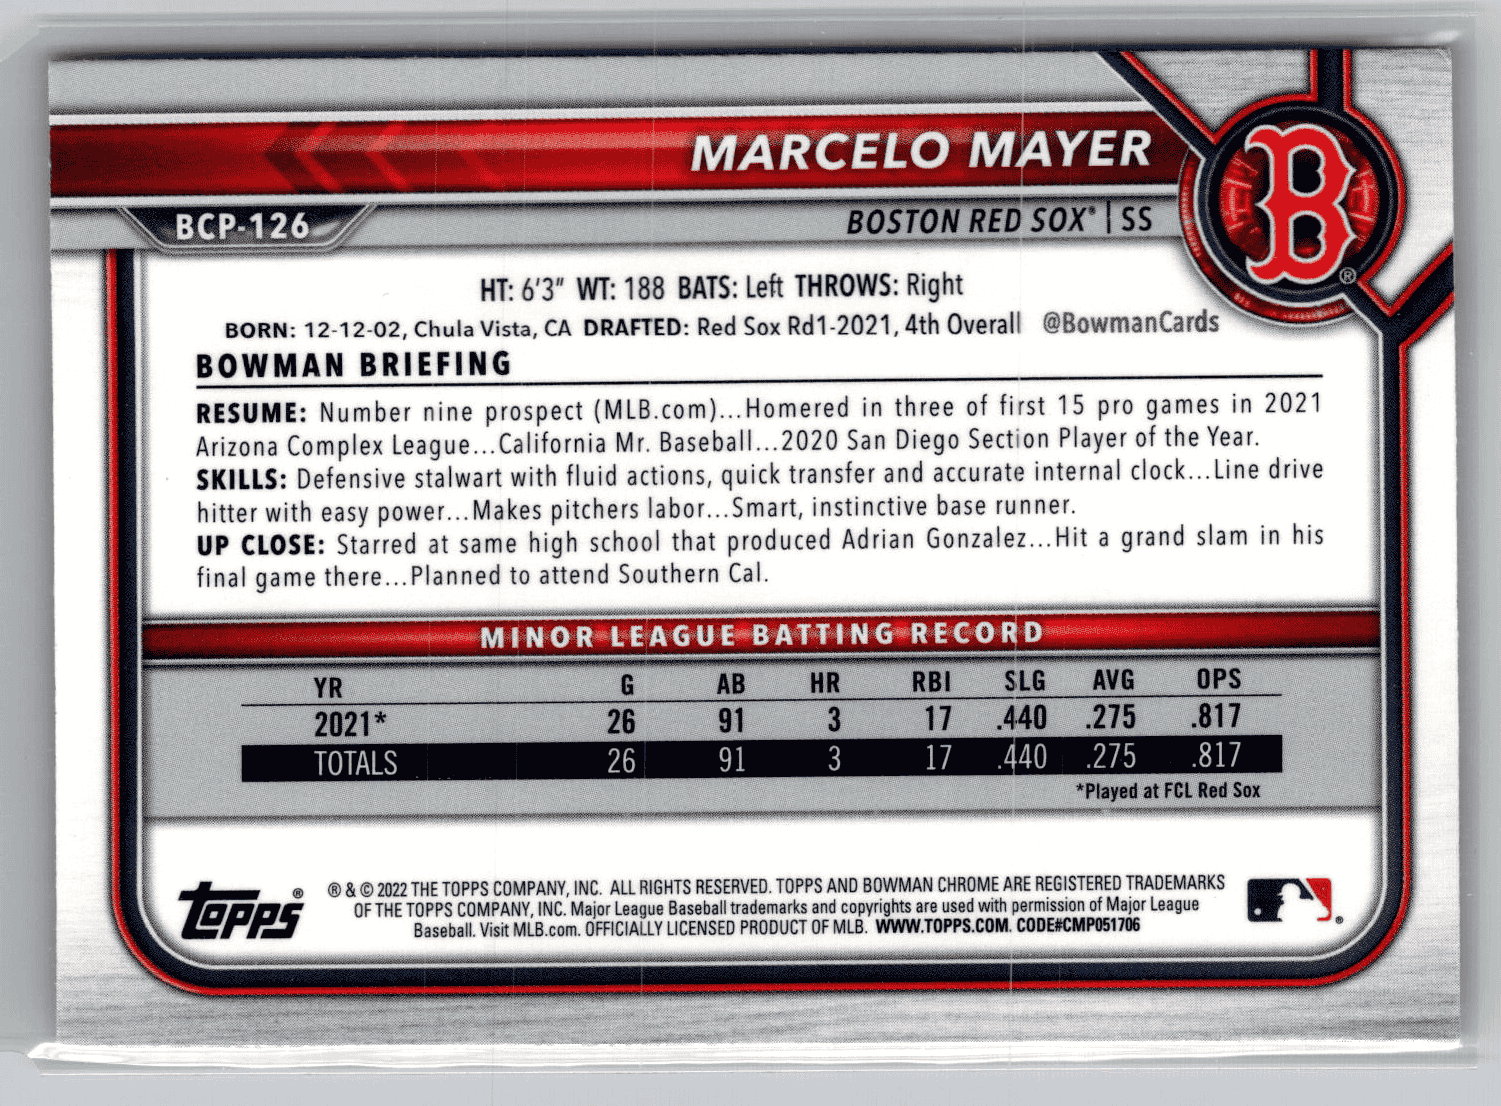 MARCELO MAYER
BCP-126
BOSTON RED SOX® | SS
B ®
HT: 6'3" WT: 188 BATS: Left THROWS: Right
BORN: 12-12-02, Chula Vista, CA DRAFTED: Red Sox Rd1-2021, 4th Overall @BowmanCards
BOWMAN BRIEFING
RESUME: Number nine prospect (MLB.com)...Homered in three of first 15 pro games in 2021
Arizona Complex League...California Mr. Baseball...2020 San Diego Section Player of the Year.
SKILLS: Defensive stalwart with fluid actions, quick transfer and accurate internal clock...Line drive
hitter with easy power...Makes pitchers labor...Smart, instinctive base runner.
UP CLOSE: Starred at same high school that produced Adrian Gonzalez...Hit a grand slam in his
final game there...Planned to attend Southern Cal.
MINOR LEAGUE BATTING RECORD
YR G AB HR RBI SLG AVG OPS
2021* 26 91 3 17 .440 .275 .817
TOTALS 26 91 3 17 .440 .275 .817
*Played at FCL Red Sox
TOPPS®
® & © 2022 THE TOPPS COMPANY, INC. ALL RIGHTS RESERVED. TOPPS AND BOWMAN CHROME ARE REGISTERED TRADEMARKS
OF THE TOPPS COMPANY, INC. Major League Baseball trademarks and copyrights are used with permission of Major League
Baseball. Visit MLB.com. OFFICIALLY LICENSED PRODUCT OF MLB. WWW.TOPPS.COM. CODE#CMP051706
®